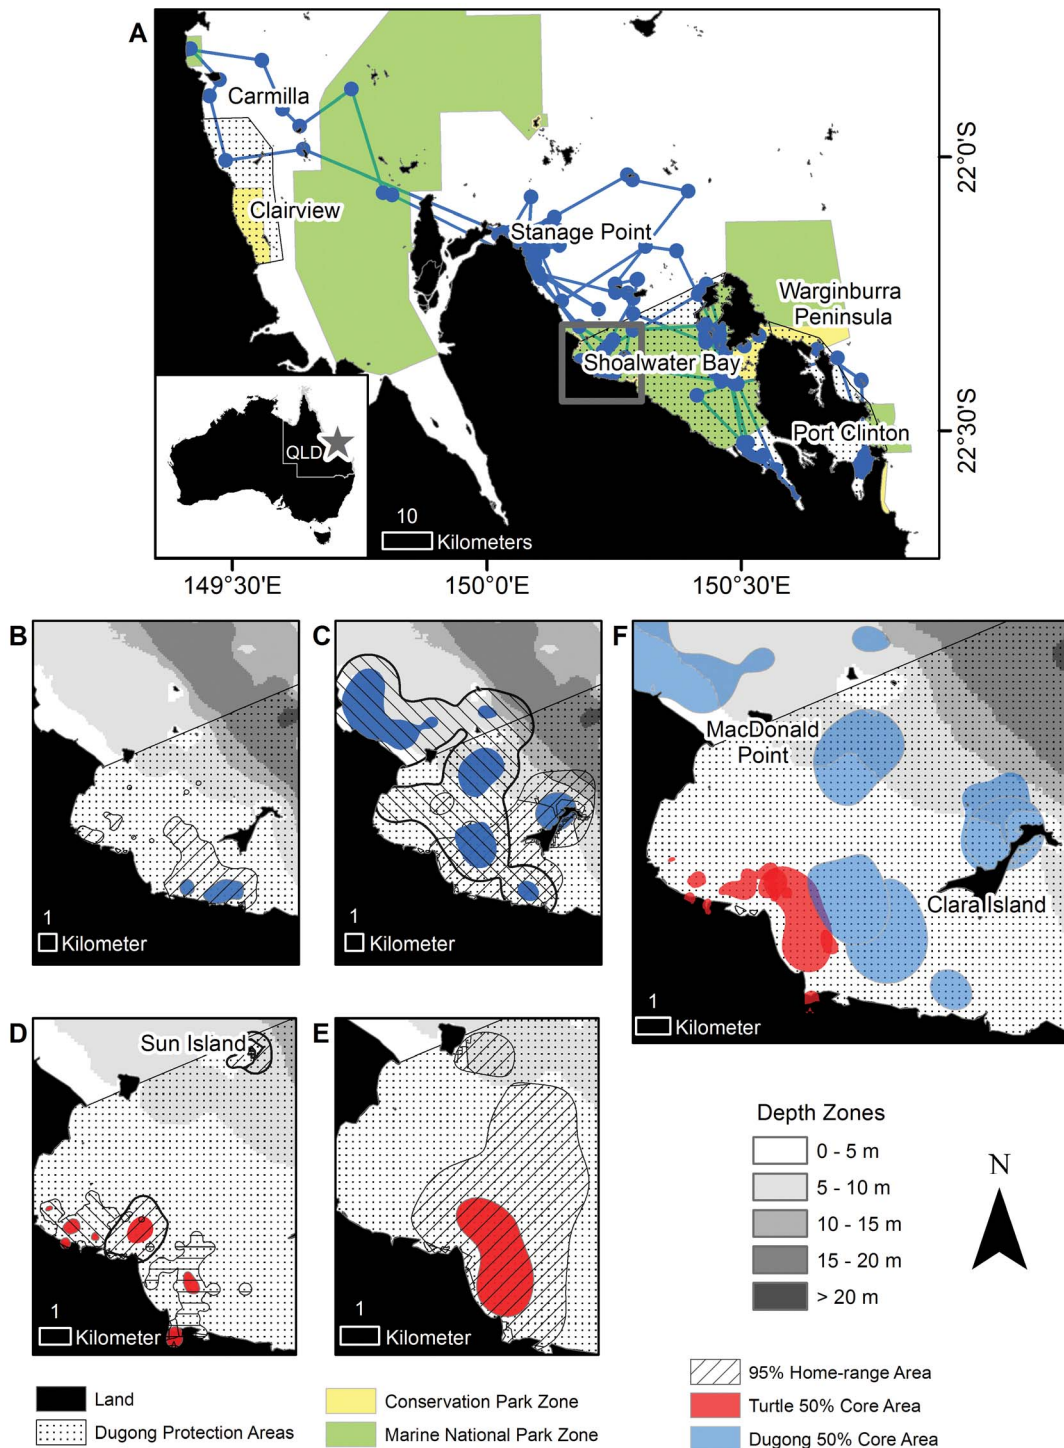 A
Carmilla
Clairview
Stanage Point
Warginburra
Peninsula
Shoalwater Bay
Port Clinton
QLD
10
Kilometers
22°0'S
22°30'S
149°30'E
150°0'E
150°30'E
B
1
Kilometer
C
1
Kilometer
F
MacDonald
Point
Clara Island
1
Kilometer
D
Sun Island
1
Kilometer
E
1
Kilometer
Depth Zones
0 - 5 m
5 - 10 m
10 - 15 m
15 - 20 m
> 20 m
N
Land
Dugong Protection Areas
Conservation Park Zone
Marine National Park Zone
95% Home-range Area
Turtle 50% Core Area
Dugong 50% Core Area